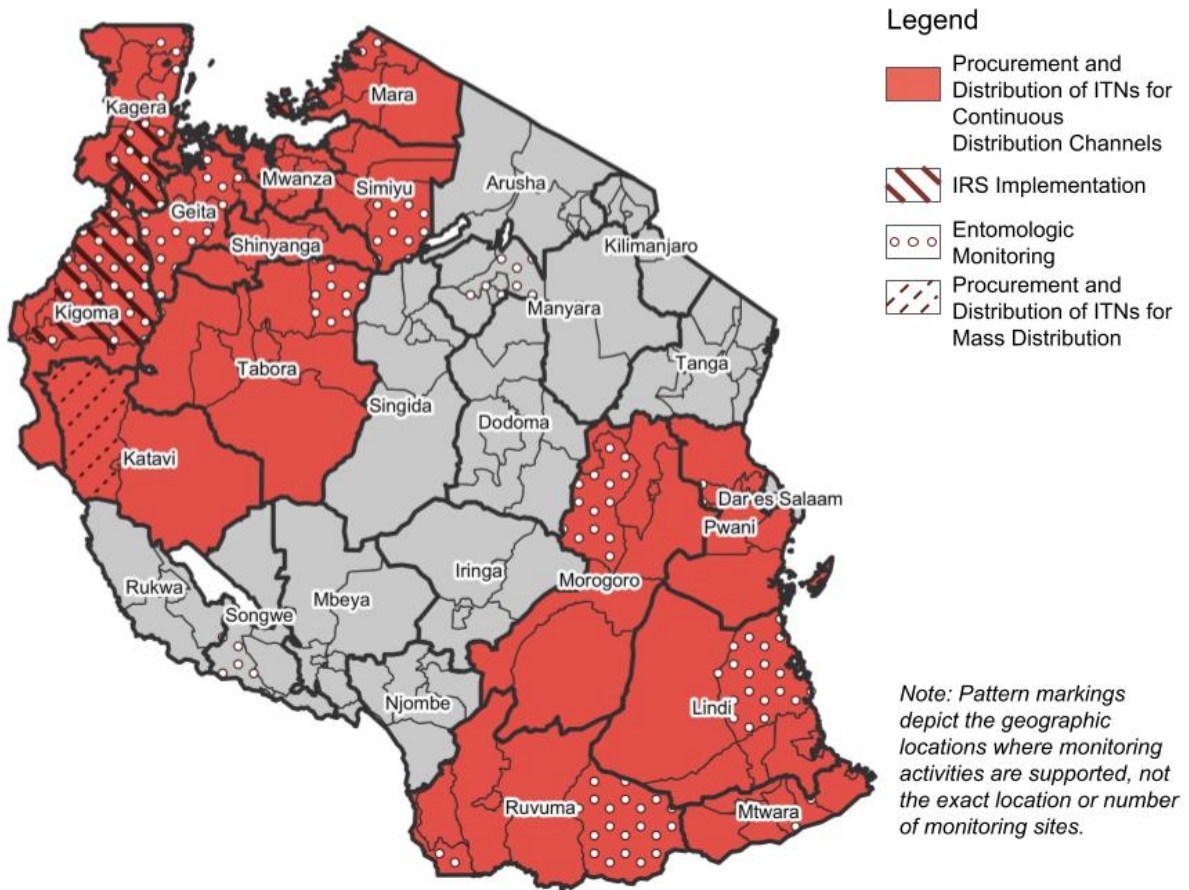 Legend
Procurement and
Distribution of ITNs for
Continuous
Distribution Channels
IRS Implementation
Entomologic
Monitoring
Procurement and
Distribution of ITNs for
Mass Distribution
Kagera
Mara
Mwanza
Simiyu
Arusha
Geita
Shinyanga
Kilimanjaro
Kigoma
Manyara
Tabora
Tanga
Singida
Dodoma
Katavi
Dar es Salaam
Pwani
Rukwa
Iringa
Morogoro
Songwe
Mbeya
Njombe
Lindi
Ruvuma
Mtwara
Note: Pattern markings
depict the geographic
locations where monitoring
activities are supported, not
the exact location or number
of monitoring sites.